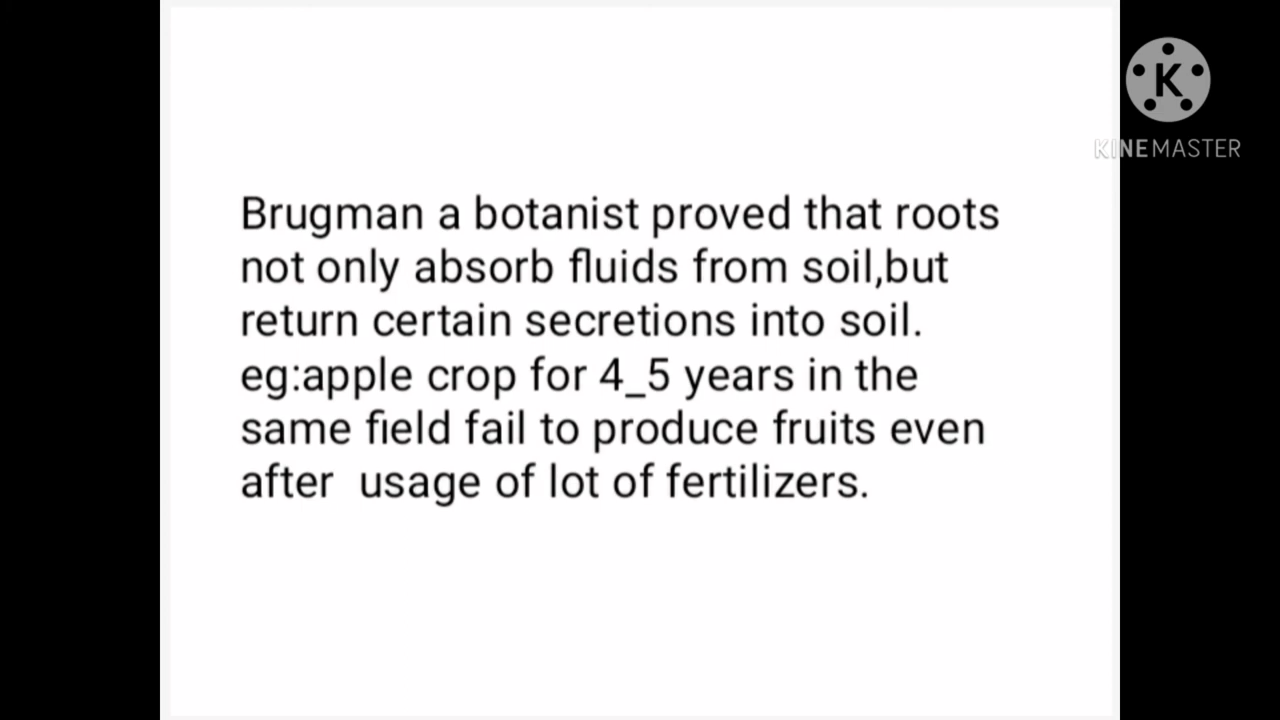 Brugman a botanist proved that roots
not only absorb fluids from soil,but
return certain secretions into soil.
eg:apple crop for 4_5 years in the
same field fail to produce fruits even
after  usage of lot of fertilizers.
K
KINEMASTER